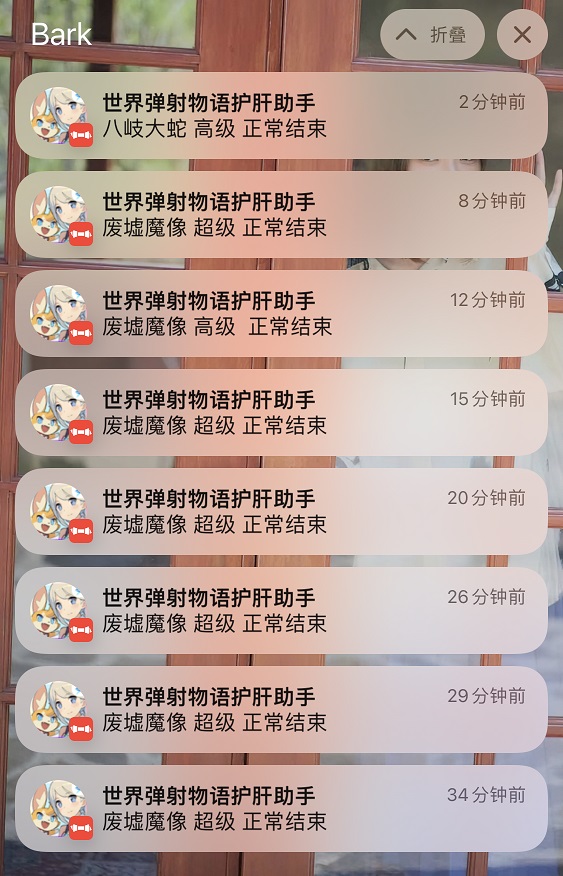 Bark
折叠
世界弹射物语护肝助手
2分钟前
八岐大蛇 高级 正常结束
世界弹射物语护肝助手
8分钟前
废墟魔像 超级 正常结束
世界弹射物语护肝助手
12分钟前
废墟魔像 高级  正常结束
世界弹射物语护肝助手
15分钟前
废墟魔像 超级 正常结束
世界弹射物语护肝助手
20分钟前
废墟魔像 超级 正常结束
世界弹射物语护肝助手
26分钟前
废墟魔像 超级 正常结束
世界弹射物语护肝助手
29分钟前
废墟魔像 超级 正常结束
世界弹射物语护肝助手
34分钟前
废墟魔像 超级 正常结束